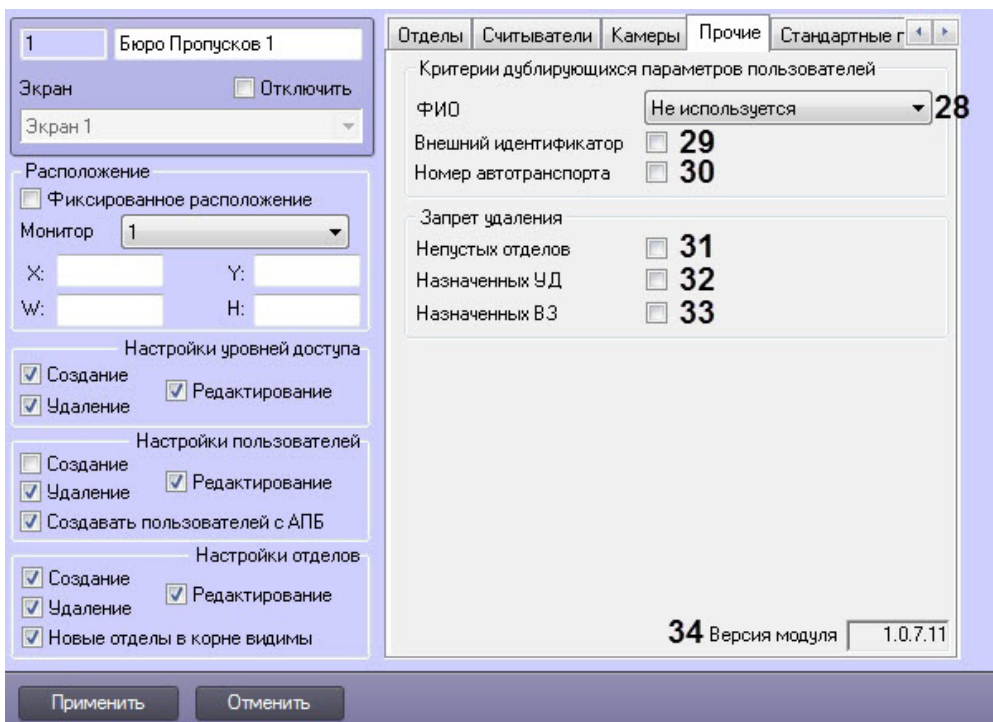 1 Бюро Пропусков 1
Экран Отключить
Экран 1
Расположение
Фиксированное расположение
Монитор 1
X: Y:
W: H:
Настройки уровней доступа
Создание
Редактирование
Удаление
Настройки пользователей
Создание
Редактирование
Удаление
Создавать пользователей с АПБ
Настройки отделов
Создание
Редактирование
Удаление
Новые отделы в корне видимы
Отделы Считыватели Камеры Прочие Стандартные г
Критерии дублирующихся параметров пользователей
ФИО Не используется 28
Внешний идентификатор 29
Номер автотранспорта 30
Запрет удаления
Непустых отделов 31
Назначенных УД 32
Назначенных ВЗ 33
34 Версия модуля 1.0.7.11
Применить Отменить